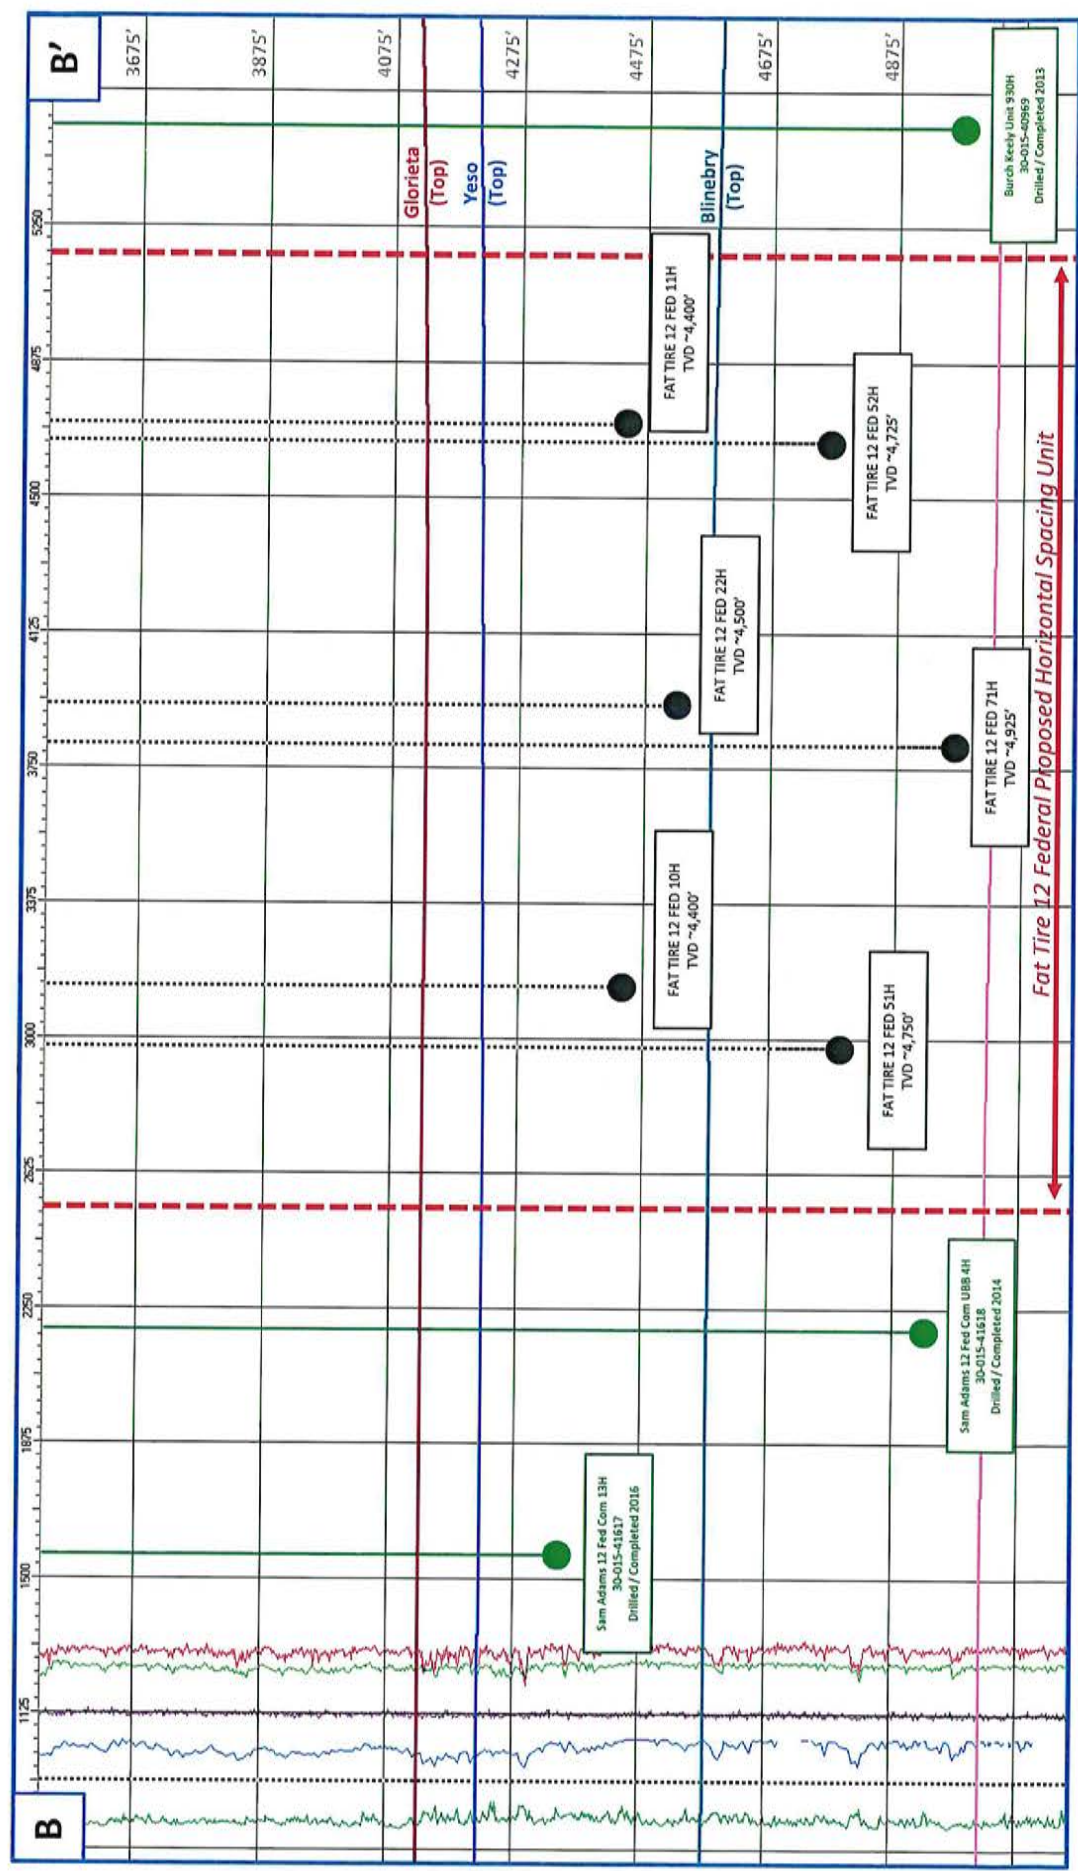 B
B'
1125
1500
1875
2250
2625
3000
3375
3750
4125
4500
4875
5250
3675'
3875'
4075'
4275'
4475'
4675'
4875'
Glorieta
(Top)
Yeso
(Top)
Blinebry
(Top)
Sam Adams 12 Fed Com 13H
30-015-41617
Drilled / Completed 2016
Sam Adams 12 Fed Com UBB 4H
30-015-41618
Drilled / Completed 2014
FAT TIRE 12 FED 51H
TVD ~4,750'
FAT TIRE 12 FED 10H
TVD ~4,400'
FAT TIRE 12 FED 71H
TVD ~4,925'
FAT TIRE 12 FED 22H
TVD ~4,500'
FAT TIRE 12 FED 52H
TVD ~4,725'
FAT TIRE 12 FED 11H
TVD ~4,400'
Burch Keely Unit 930H
30-015-40969
Drilled / Completed 2013
Fat Tire 12 Federal Proposed Horizontal Spacing Unit